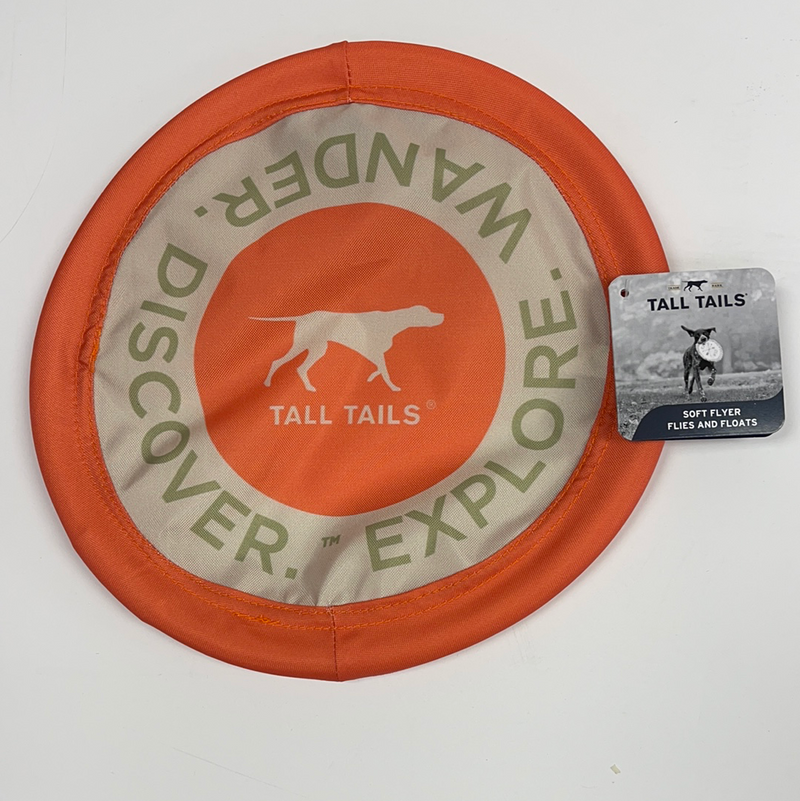 EXPLORE. WANDER. DISCOVER.™
TALL TAILS®
TALL TAILS®
SOFT FLYER
FLIES AND FLOATS